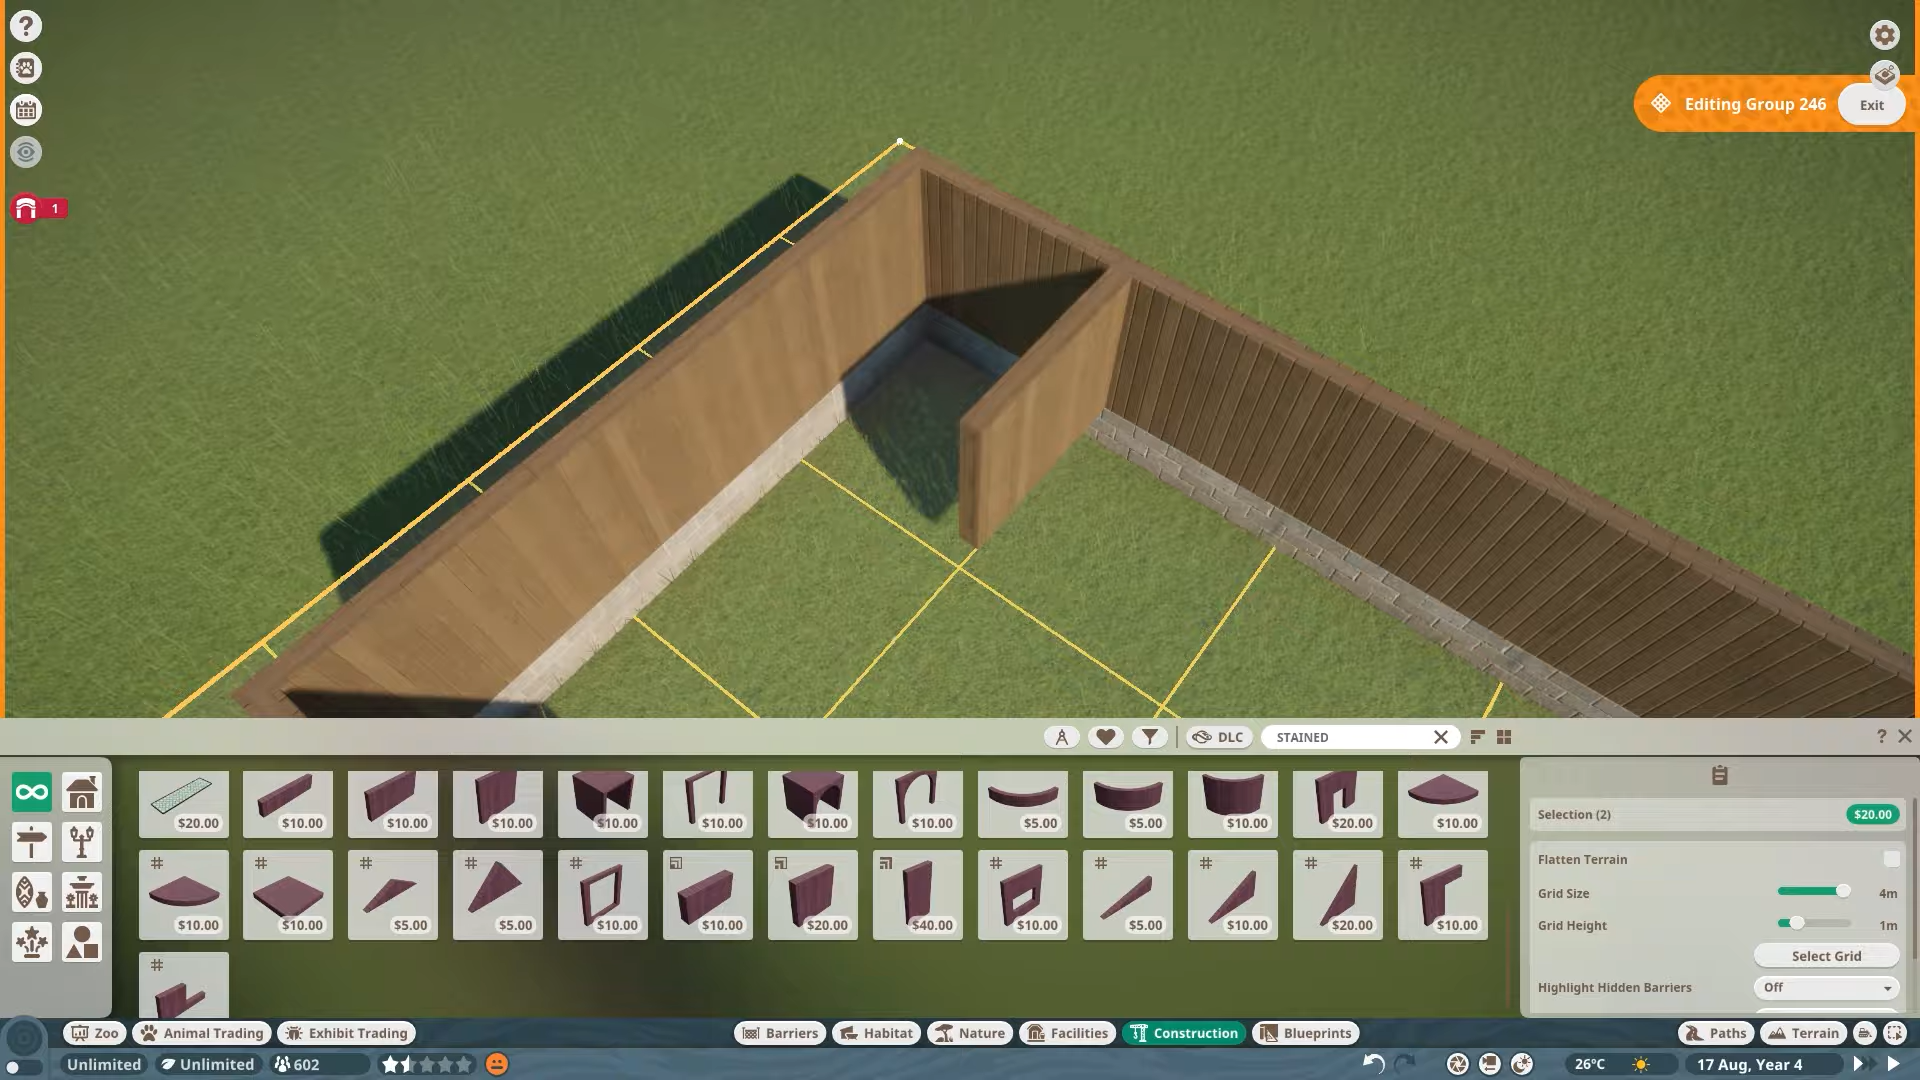 ?
Editing Group 246
Exit
1
DLC
STAINED
?
$20.00
$10.00
$10.00
$10.00
$10.00
$10.00
$10.00
$10.00
$5.00
$5.00
$10.00
$20.00
$10.00
$10.00
$10.00
$5.00
$5.00
$10.00
$10.00
$20.00
$40.00
$10.00
$5.00
$10.00
$20.00
$10.00
Selection (2)
$20.00
Flatten Terrain
Grid Size
4m
Grid Height
1m
Select Grid
Highlight Hidden Barriers
Off
Zoo
Animal Trading
Exhibit Trading
Barriers
Habitat
Nature
Facilities
Construction
Blueprints
Paths
Terrain
Unlimited
Unlimited
602
26°C
17 Aug, Year 4